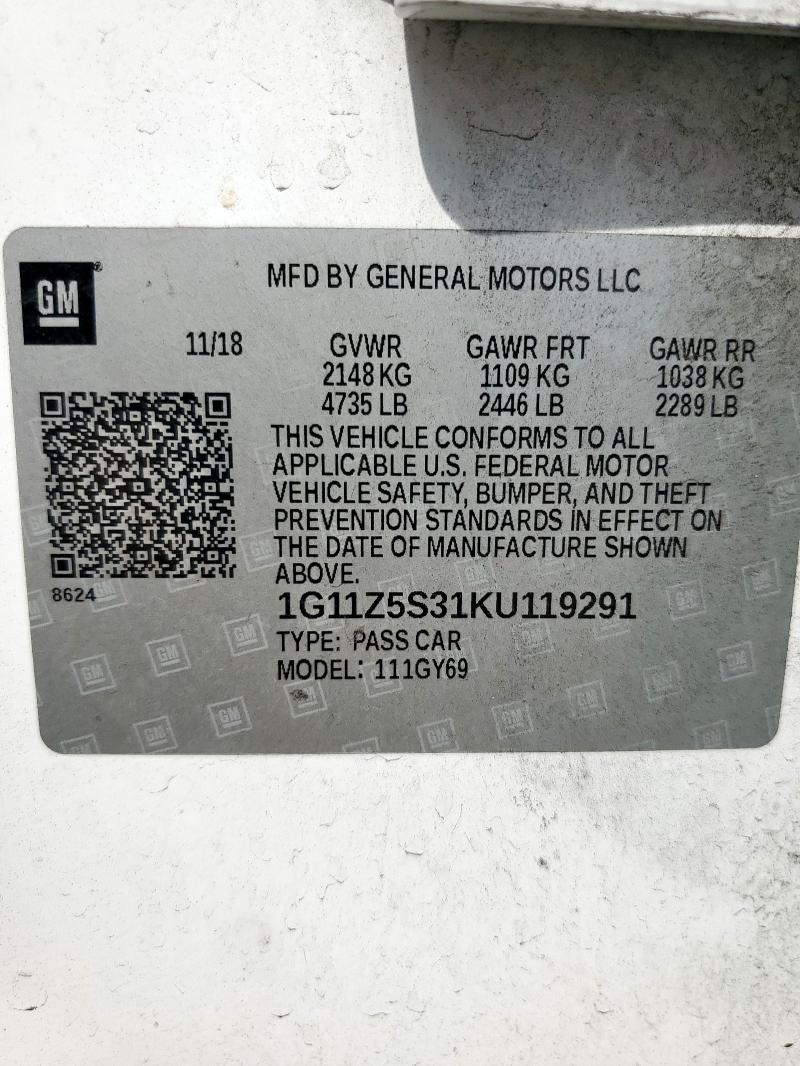 GM
MFD BY GENERAL MOTORS LLC
11/18 GVWR GAWR FRT GAWR RR
2148 KG 1109 KG 1038 KG
4735 LB 2446 LB 2289 LB
THIS VEHICLE CONFORMS TO ALL
APPLICABLE U.S. FEDERAL MOTOR
VEHICLE SAFETY, BUMPER, AND THEFT
PREVENTION STANDARDS IN EFFECT ON
THE DATE OF MANUFACTURE SHOWN
ABOVE.
8624
1G11Z5S31KU119291
TYPE: PASS CAR
MODEL: 111GY69